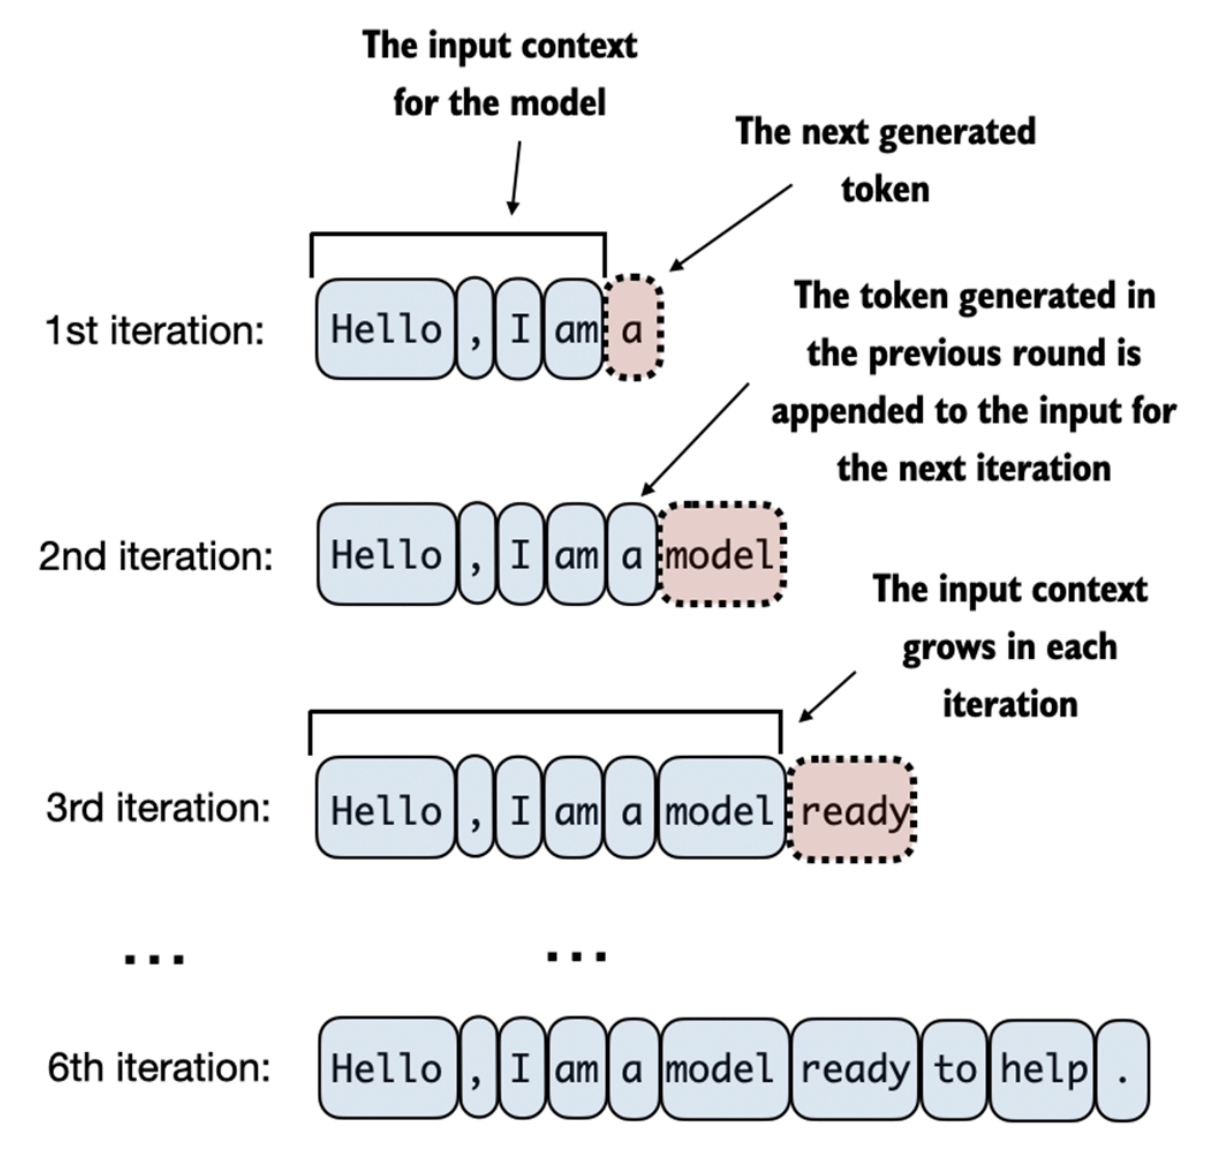 The input context
for the model
The next generated
token
1st iteration:
Hello , I am a
The token generated in
the previous round is
appended to the input for
the next iteration
2nd iteration:
Hello , I am a model
The input context
grows in each
iteration
3rd iteration:
Hello , I am a model ready
... ...
6th iteration:
Hello , I am a model ready to help .